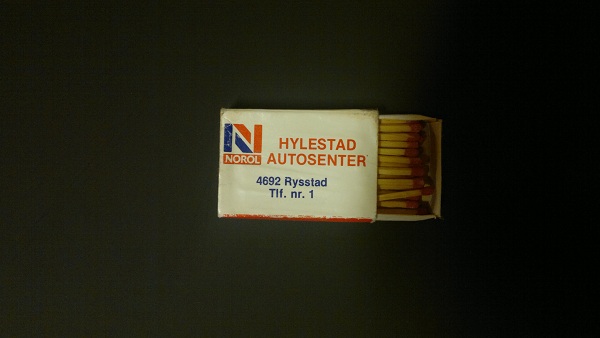 NOROL
HYLESTAD
AUTOSENTER
4692 Rysstad
Tlf. nr. 1